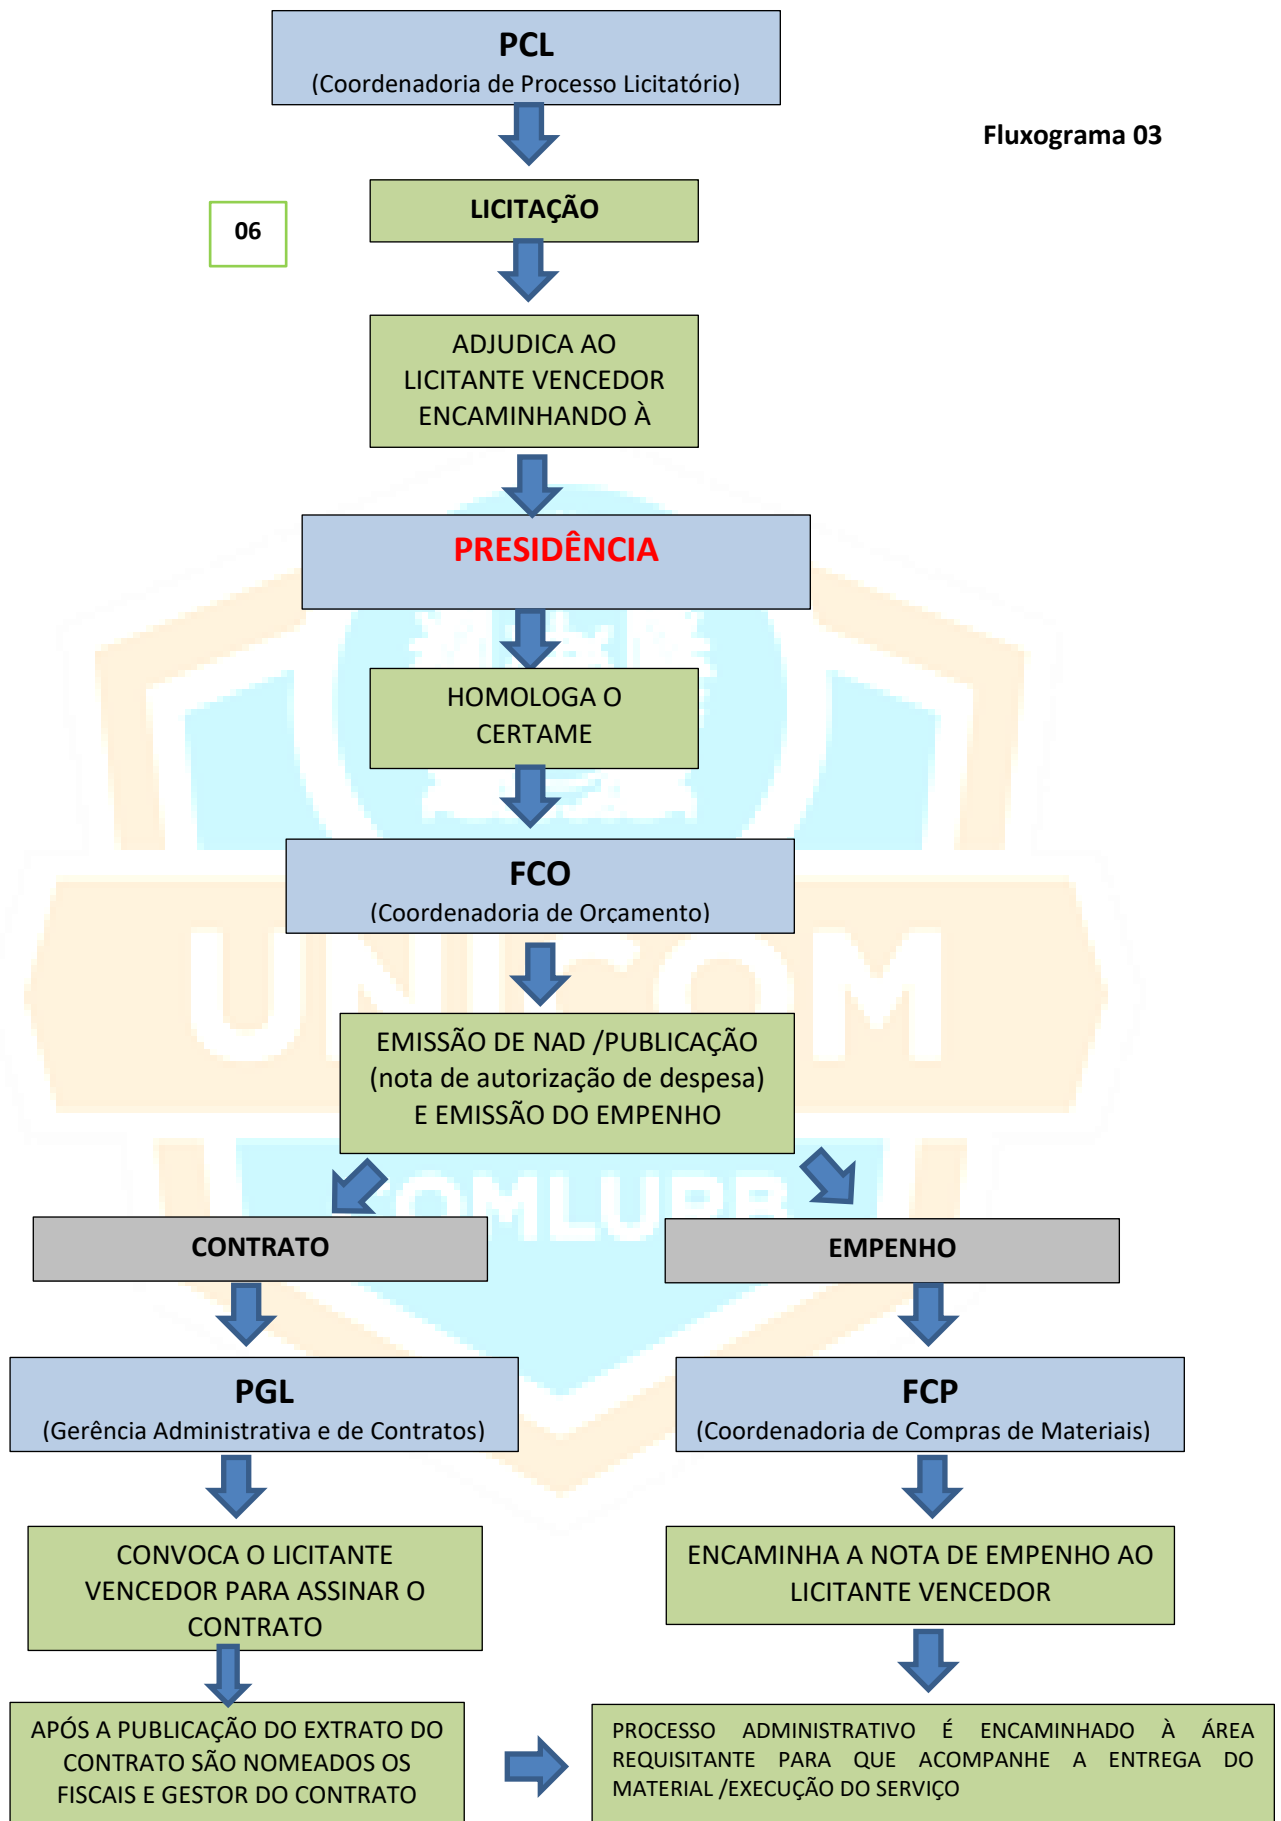 PCL
(Coordenadoria de Processo Licitatório)
Fluxograma 03
LICITAÇÃO
06
ADJUDICA AO
LICITANTE VENCEDOR
ENCAMINHANDO À
PRESIDÊNCIA
HOMOLOGA O
CERTAME
FCO
(Coordenadoria de Orçamento)
UNICOM
EMISSÃO DE NAD /PUBLICAÇÃO
(nota de autorização de despesa)
E EMISSÃO DO EMPENHO
COMLURB
CONTRATO
EMPENHO
PGL
(Gerência Administrativa e de Contratos)
FCP
(Coordenadoria de Compras de Materiais)
CONVOCA O LICITANTE
VENCEDOR PARA ASSINAR O
CONTRATO
ENCAMINHA A NOTA DE EMPENHO AO
LICITANTE VENCEDOR
APÓS A PUBLICAÇÃO DO EXTRATO DO
CONTRATO SÃO NOMEADOS OS
FISCAIS E GESTOR DO CONTRATO
PROCESSO ADMINISTRATIVO É ENCAMINHADO À ÁREA
REQUISITANTE PARA QUE ACOMPANHE A ENTREGA DO
MATERIAL /EXECUÇÃO DO SERVIÇO